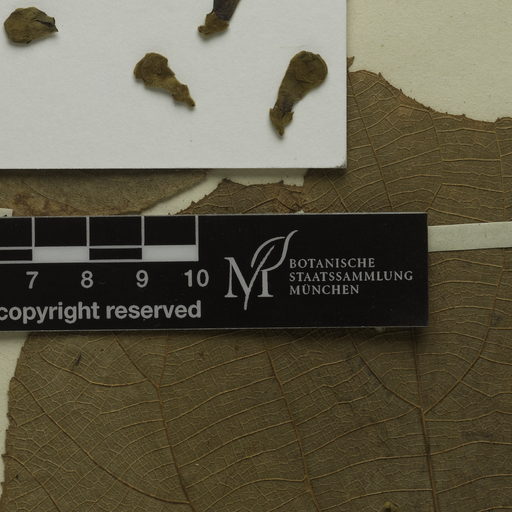 7 8 9 10
copyright reserved
M
BOTANISCHE
STAATSSAMMLUNG
MÜNCHEN